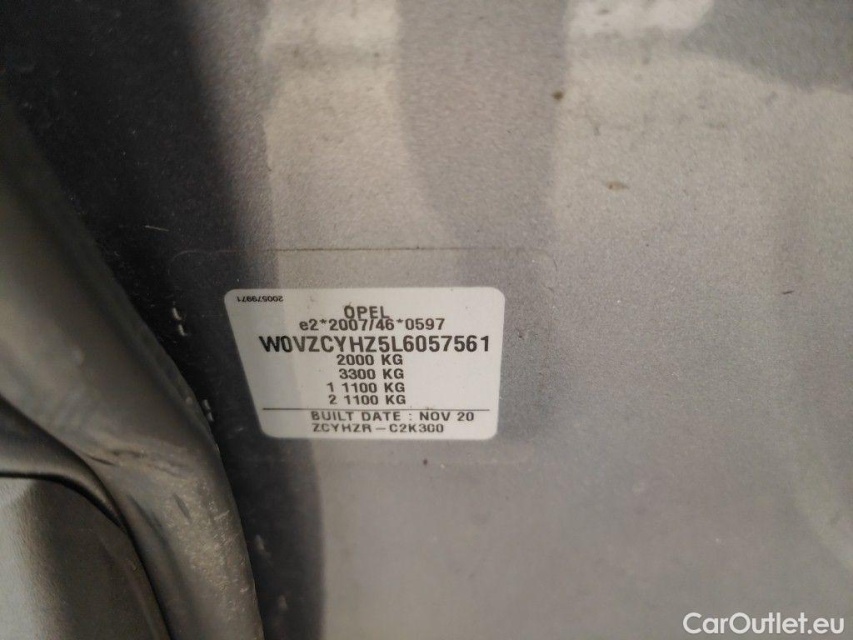 200579971
OPEL
e2*2007/46*0597
W0VZCYHZ5L6057561
2000 KG
3300 KG
1 1100 KG
2 1100 KG
BUILT DATE : NOV 20
ZCYHZR-C2K300
CarOutlet.eu